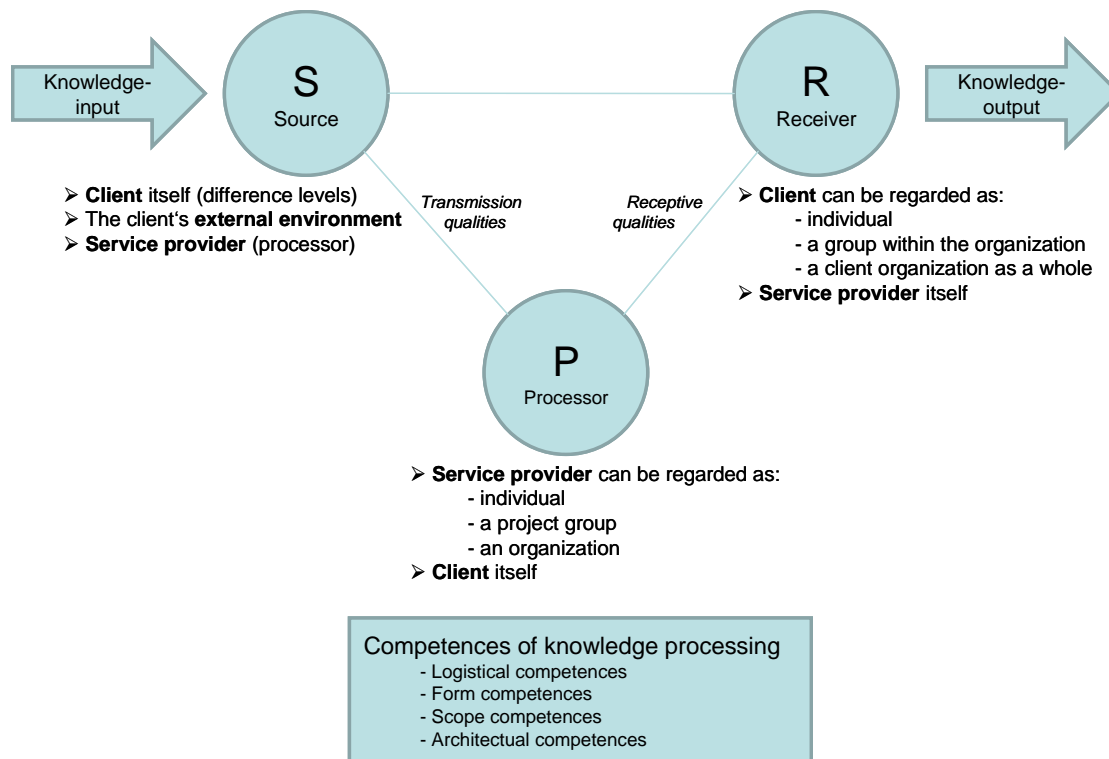 Knowledge-
input
S
Source
R
Receiver
Knowledge-
output
➢ Client itself (difference levels)
➢ The client‘s external environment
➢ Service provider (processor)
Transmission
qualities
Receptive
qualities
➢ Client can be regarded as:
- individual
- a group within the organization
- a client organization as a whole
➢ Service provider itself
P
Processor
➢ Service provider can be regarded as:
- individual
- a project group
- an organization
➢ Client itself
Competences of knowledge processing
- Logistical competences
- Form competences
- Scope competences
- Architectual competences